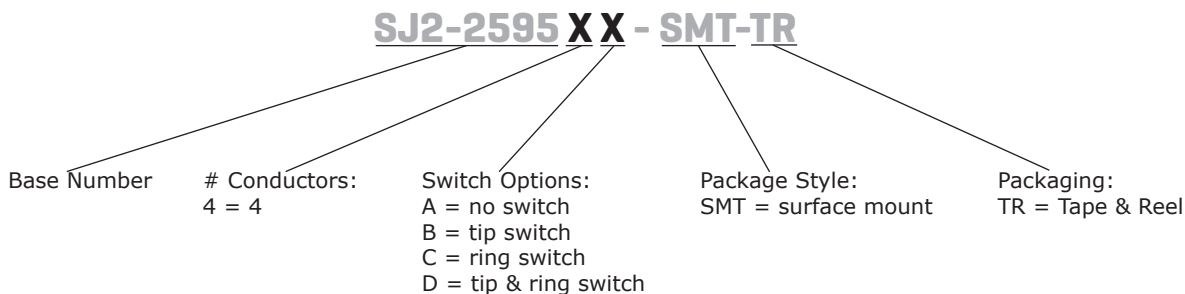 SJ2-2595 X X - SMT-TR
Base Number
# Conductors:
4 = 4
Switch Options:
A = no switch
B = tip switch
C = ring switch
D = tip & ring switch
Package Style:
SMT = surface mount
Packaging:
TR = Tape & Reel